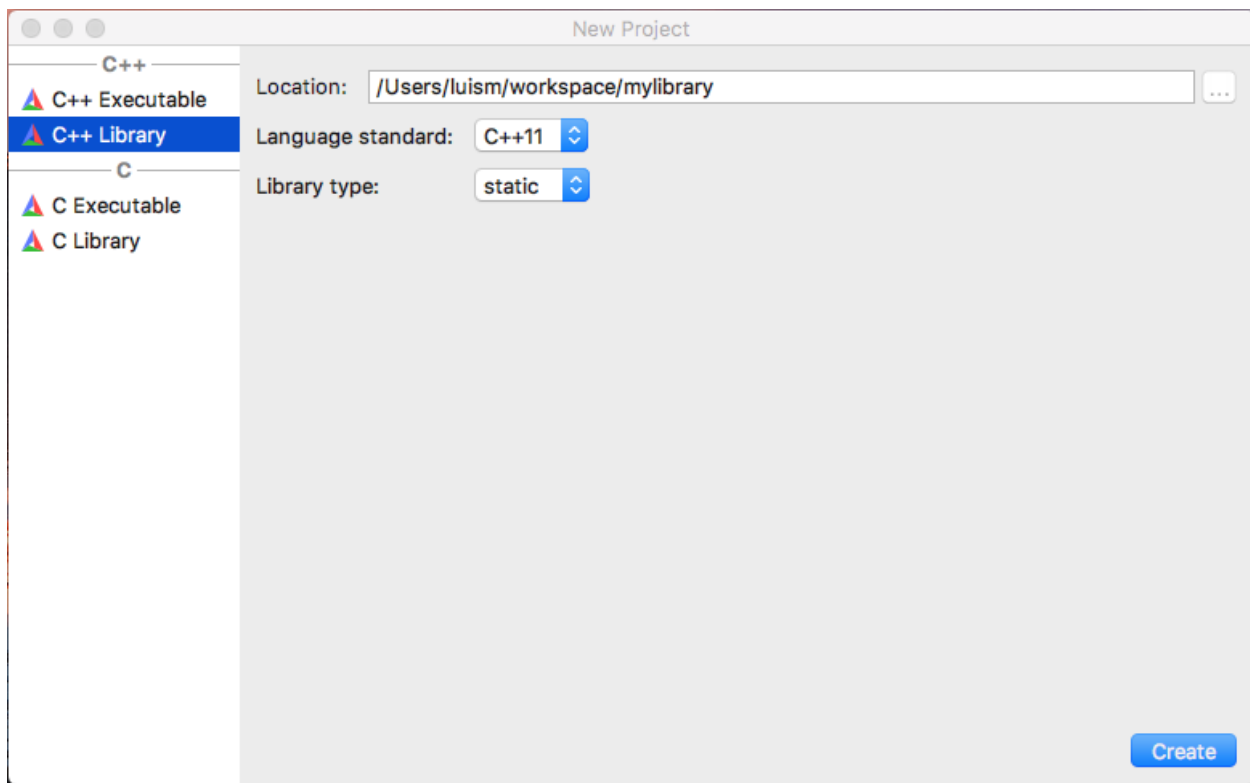 New Project
C++
C++ Executable
C++ Library
C
C Executable
C Library
Location: /Users/luism/workspace/mylibrary ...
Language standard: C++11
Library type: static
Create